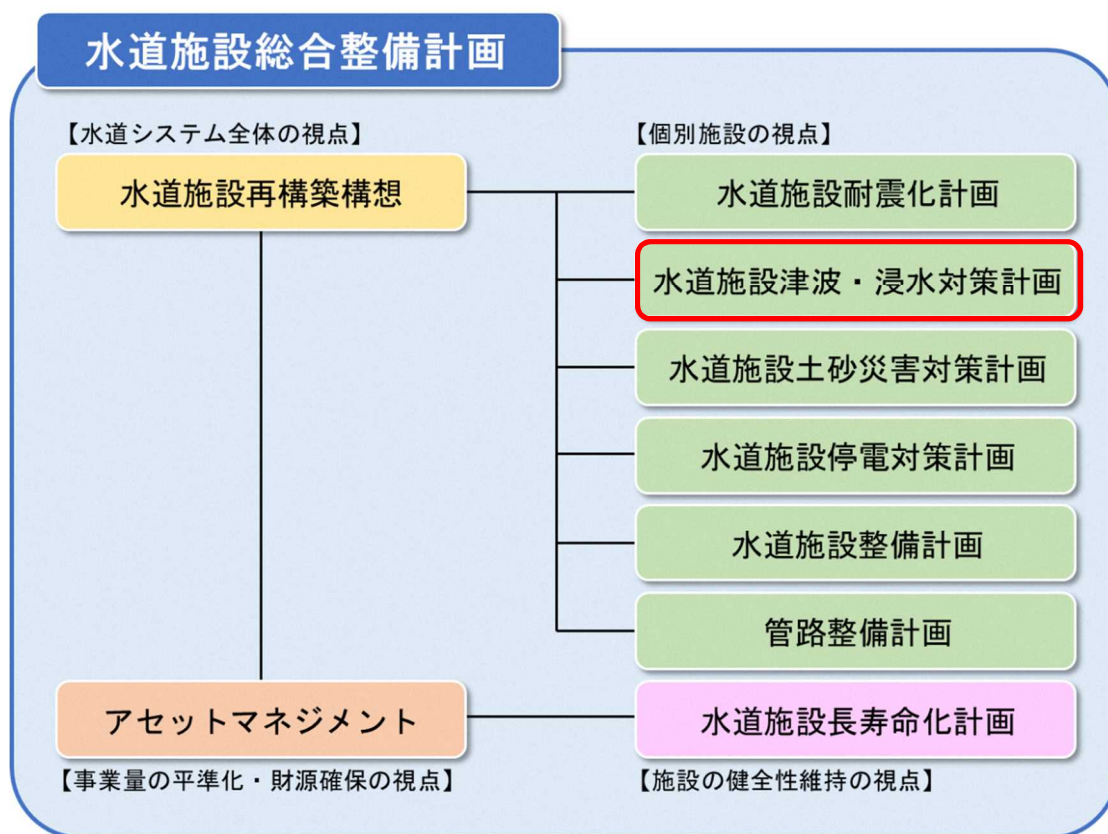 水道施設総合整備計画
【水道システム全体の視点】
水道施設再構築構想
【個別施設の視点】
水道施設耐震化計画
水道施設津波・浸水対策計画
水道施設土砂災害対策計画
水道施設停電対策計画
水道施設整備計画
管路整備計画
アセットマネジメント
【事業量の平準化・財源確保の視点】
水道施設長寿命化計画
【施設の健全性維持の視点】